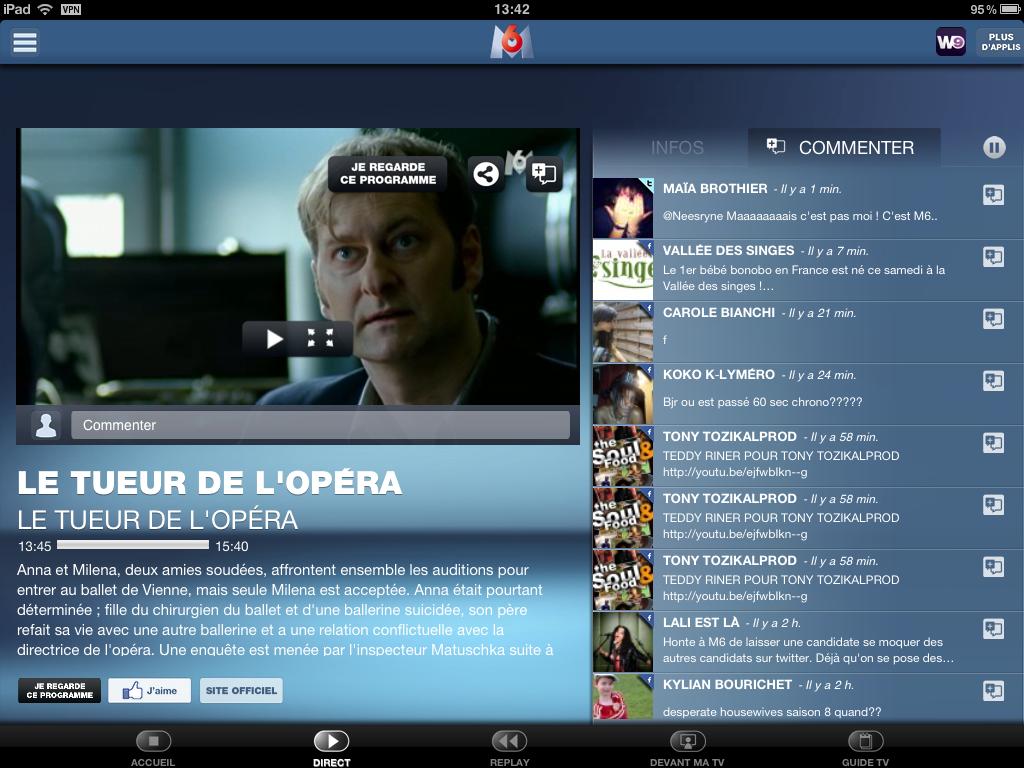 iPad VPN 13:42 95 %
M6
W9 PLUS
D'APPLIS
JE REGARDE
CE PROGRAMME
M6
Commenter
LE TUEUR DE L'OPÉRA
LE TUEUR DE L'OPÉRA
13:45 15:40
Anna et Milena, deux amies soudées, affrontent ensemble les auditions pour
entrer au ballet de Vienne, mais seule Milena est acceptée. Anna était pourtant
déterminée ; fille du chirurgien du ballet et d'une ballerine suicidée, son père
refait sa vie avec une autre ballerine et a une relation conflictuelle avec la
directrice de l'opéra. Une enquête est menée par l'inspecteur Matuschka suite à
JE REGARDE
CE PROGRAMME
J'aime
SITE OFFICIEL
INFOS COMMENTER
MAÏA BROTHIER - Il y a 1 min.
@Neesryne Maaaaaaaais c'est pas moi ! C'est M6..
La vallée
singe
VALLÉE DES SINGES - Il y a 7 min.
Le 1er bébé bonobo en France est né ce samedi à la
Vallée des singes !…
CAROLE BIANCHI - Il y a 21 min.
f
KOKO K-LYMÉRO - Il y a 24 min.
Bjr ou est passé 60 sec chrono?????
the
Soul &
Food
TONY TOZIKALPROD - Il y a 58 min.
TEDDY RINER POUR TONY TOZIKALPROD
http://youtu.be/ejfwblkn--g
the
Soul &
Food
TONY TOZIKALPROD - Il y a 58 min.
TEDDY RINER POUR TONY TOZIKALPROD
http://youtu.be/ejfwblkn--g
the
Soul &
Food
TONY TOZIKALPROD - Il y a 58 min.
TEDDY RINER POUR TONY TOZIKALPROD
http://youtu.be/ejfwblkn--g
LALI EST LÀ - Il y a 2 h.
Honte à M6 de laisser une candidate se moquer des
autres candidats sur twitter. Déjà qu'on se pose des…
KYLIAN BOURICHET - Il y a 2 h.
desperate housewives saison 8 quand??
ACCUEIL DIRECT REPLAY DEVANT MA TV GUIDE TV